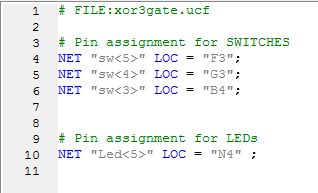 1 # FILE:xor3gate.ucf
2
3 # Pin assignment for SWITCHES
4 NET "sw<5>" LOC = "F3";
5 NET "sw<4>" LOC = "G3";
6 NET "sw<3>" LOC = "B4";
7
8
9 # Pin assignment for LEDs
10 NET "Led<5>" LOC = "N4" ;
11